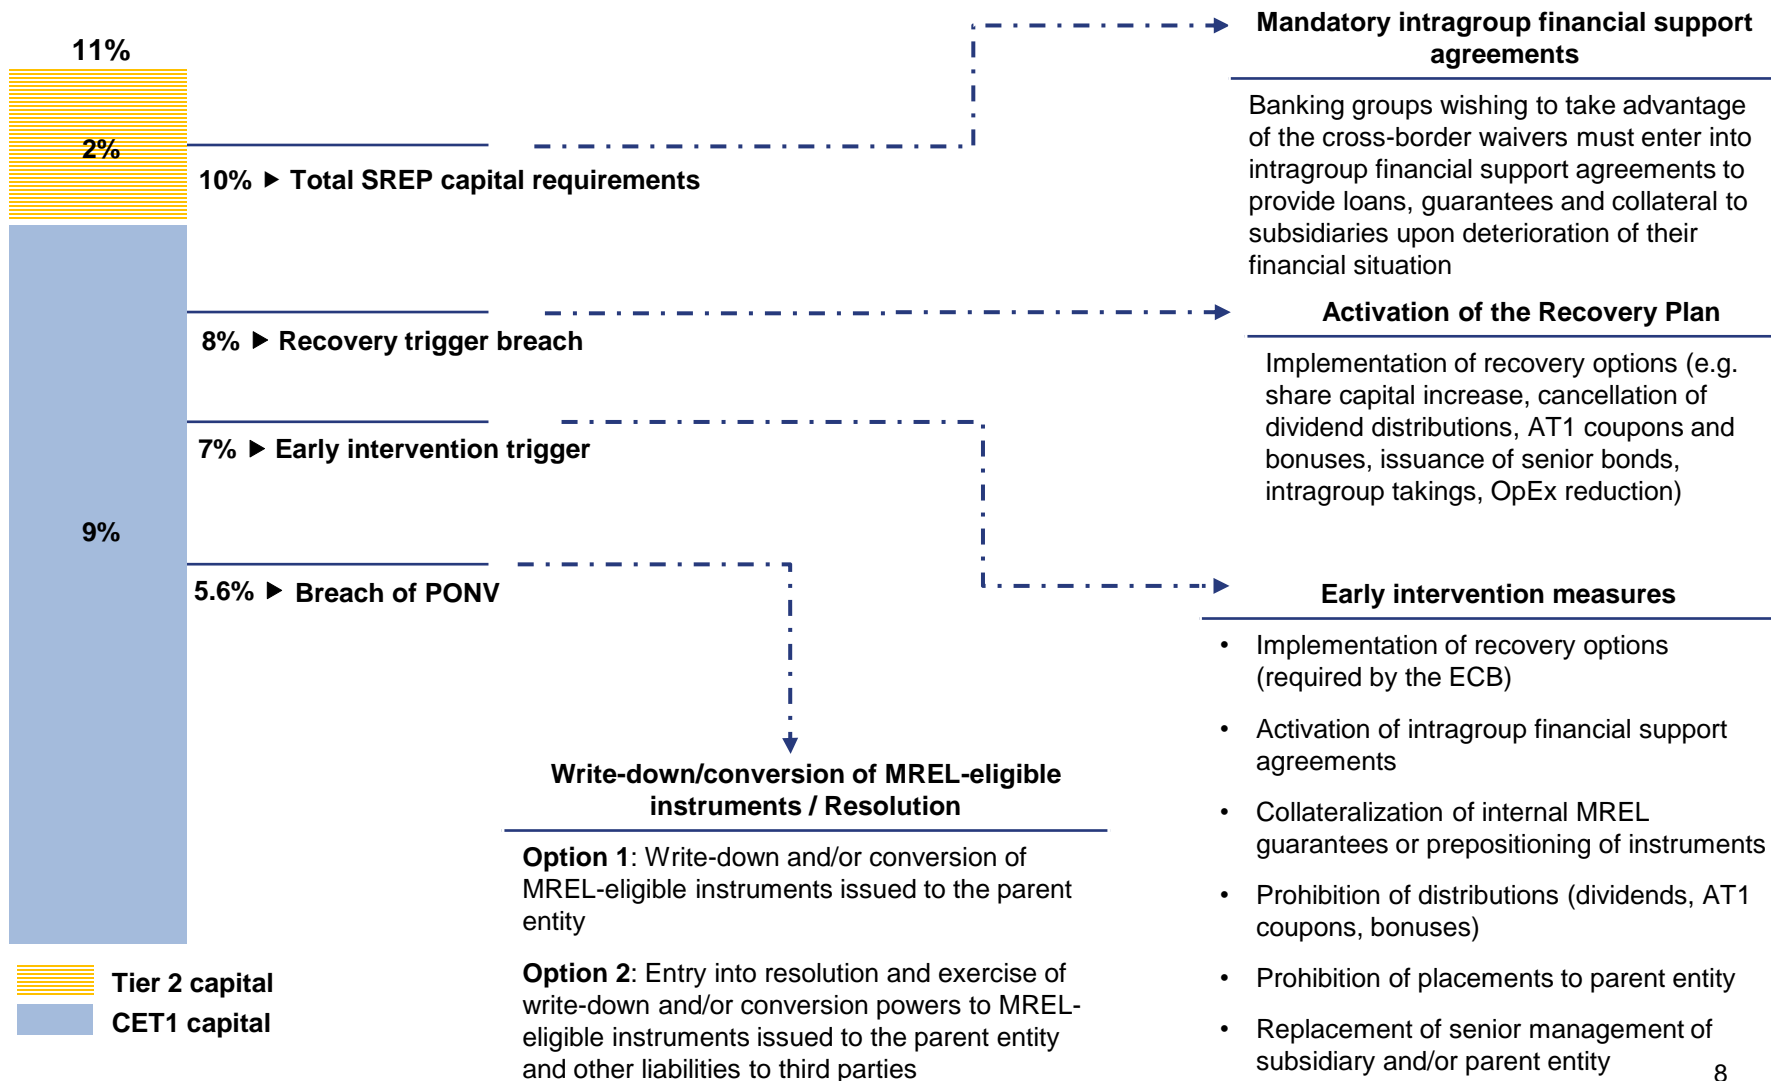 11%
2%
10% ▶ Total SREP capital requirements
8% ▶ Recovery trigger breach
7% ▶ Early intervention trigger
9%
5.6% ▶ Breach of PONV
Tier 2 capital
CET1 capital
Write-down/conversion of MREL-eligible
instruments / Resolution
Option 1: Write-down and/or conversion of
MREL-eligible instruments issued to the parent
entity
Option 2: Entry into resolution and exercise of
write-down and/or conversion powers to MREL-
eligible instruments issued to the parent entity
and other liabilities to third parties
Mandatory intragroup financial support
agreements
Banking groups wishing to take advantage
of the cross-border waivers must enter into
intragroup financial support agreements to
provide loans, guarantees and collateral to
subsidiaries upon deterioration of their
financial situation
Activation of the Recovery Plan
Implementation of recovery options (e.g.
share capital increase, cancellation of
dividend distributions, AT1 coupons and
bonuses, issuance of senior bonds,
intragroup takings, OpEx reduction)
Early intervention measures
• Implementation of recovery options
(required by the ECB)
• Activation of intragroup financial support
agreements
• Collateralization of internal MREL
guarantees or prepositioning of instruments
• Prohibition of distributions (dividends, AT1
coupons, bonuses)
• Prohibition of placements to parent entity
• Replacement of senior management of
subsidiary and/or parent entity
8